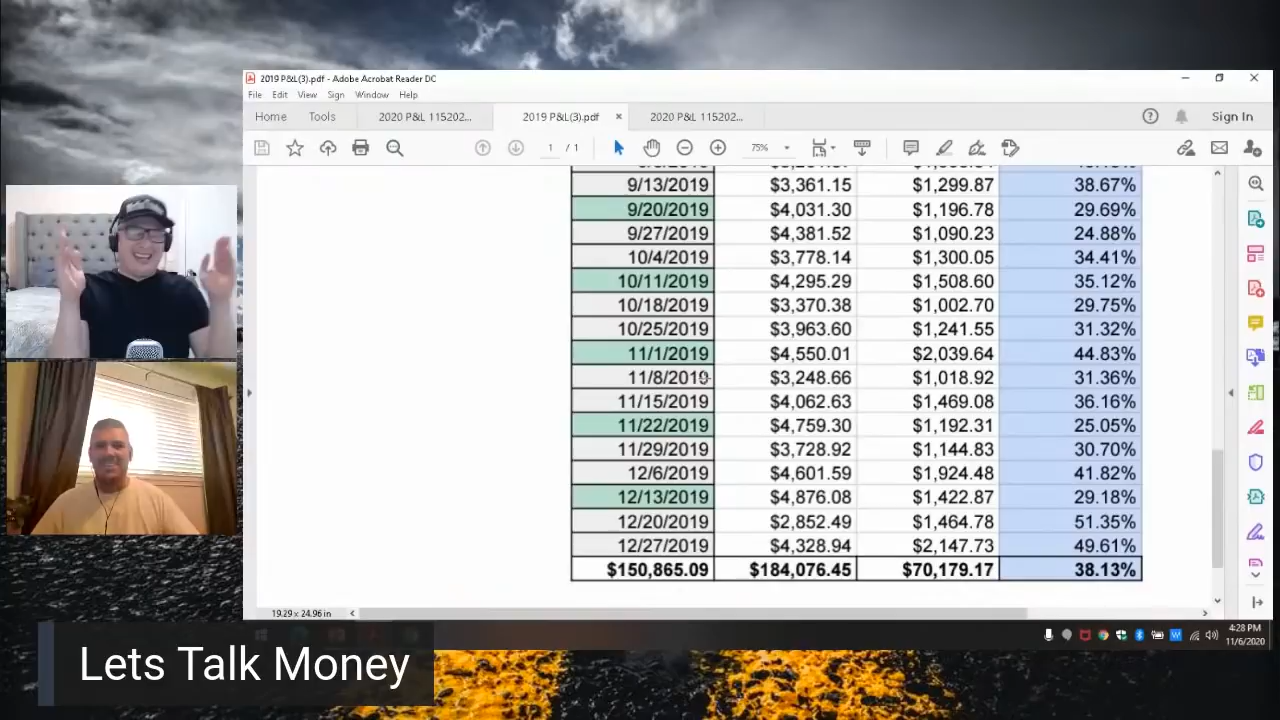 2019 P&L(3).pdf - Adobe Acrobat Reader DC
File Edit View Sign Window Help
Home Tools 2020 P&L 115202... 2019 P&L(3).pdf × 2020 P&L 115202... Sign In
1 / 1 75%
9/13/2019 $3,361.15 $1,299.87 38.67%
9/20/2019 $4,031.30 $1,196.78 29.69%
9/27/2019 $4,381.52 $1,090.23 24.88%
10/4/2019 $3,778.14 $1,300.05 34.41%
10/11/2019 $4,295.29 $1,508.60 35.12%
10/18/2019 $3,370.38 $1,002.70 29.75%
10/25/2019 $3,963.60 $1,241.55 31.32%
11/1/2019 $4,550.01 $2,039.64 44.83%
11/8/2019 $3,248.66 $1,018.92 31.36%
11/15/2019 $4,062.63 $1,469.08 36.16%
11/22/2019 $4,759.30 $1,192.31 25.05%
11/29/2019 $3,728.92 $1,144.83 30.70%
12/6/2019 $4,601.59 $1,924.48 41.82%
12/13/2019 $4,876.08 $1,422.87 29.18%
12/20/2019 $2,852.49 $1,464.78 51.35%
12/27/2019 $4,328.94 $2,147.73 49.61%
$150,865.09 $184,076.45 $70,179.17 38.13%
19.29 x 24.96 in
4:28 PM
11/6/2020
Lets Talk Money